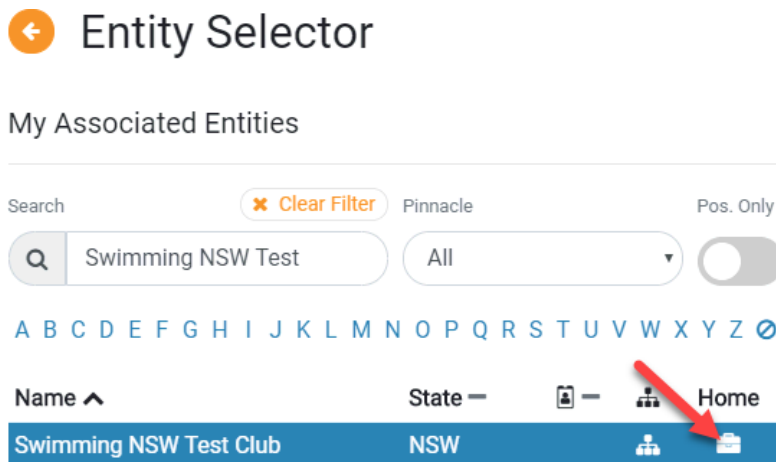 Entity Selector
My Associated Entities
Search Clear Filter Pinnacle Pos. Only
Swimming NSW Test All
A B C D E F G H I J K L M N O P Q R S T U V W X Y Z
Name State Home
Swimming NSW Test Club NSW